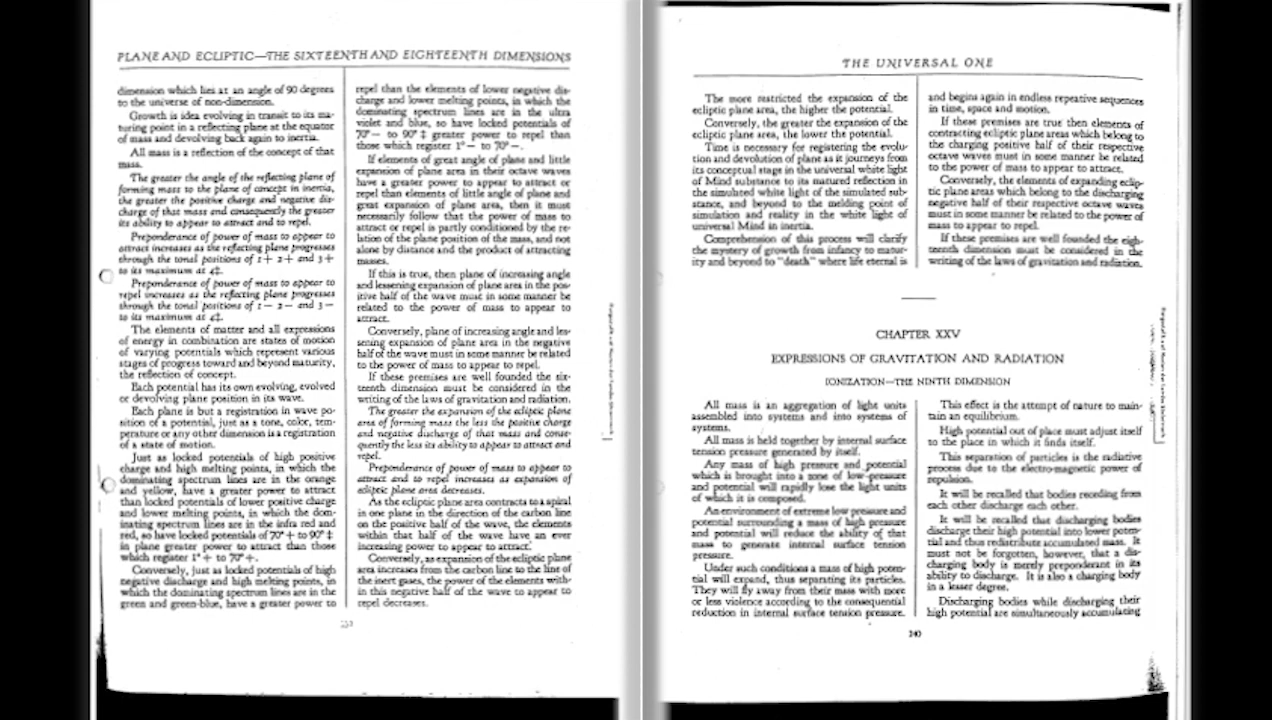 PLANE AND ECLIPTIC—THE SIXTEENTH AND EIGHTEENTH DIMENSIONS
dimension which lies at an angle of 90 degrees
to the universe of non-dimension.
Growth is idea evolving in transit to its ma-
turing point in a reflecting plane at the equator
of mass and devolving back again to inertia.
All mass is a reflection of the concept of that
mass.
The greater the angle of the reflecting plane of
forming mass to the plane of concept in inertia,
the greater the positive charge and negative dis-
charge of that mass and consequently the greater
its ability to appear to attract and to repel.
Preponderance of power of mass to appear to
attract increases as the reflecting plane progresses
through the tonal positions of 1+ 2+ and 3+
to its maximum at 4‡.
Preponderance of power of mass to appear to
repel increases as the reflecting plane progresses
through the tonal positions of 1— 2— and 3—
to its maximum at 4‡.
The elements of matter and all expressions
of energy in combination are states of motion
of varying potentials which represent various
stages of progress toward and beyond maturity,
the reflection of concept.
Each potential has its own evolving, evolved
or devolving plane position in its wave.
Each plane is but a registration in wave po-
sition of a potential, just as a tone, color, tem-
perature or any other dimension is a registration
of a state of motion.
Just as locked potentials of high positive
charge and high melting points, in which the
dominating spectrum lines are in the orange
and yellow, have a greater power to attract
than locked potentials of lower positive charge
and lower melting points, in which the dom-
inating spectrum lines are in the infra red and
red, so have locked potentials of 70°+ to 90°‡
in plane greater power to attract than those
which register 1°+ to 70°+.
Conversely, just as locked potentials of high
negative discharge and high melting points, in
which the dominating spectrum lines are in the
green and green-blue, have a greater power to
repel than the elements of lower negative dis-
charge and lower melting points, in which the
dominating spectrum lines are in the ultra
violet and blue, so have locked potentials of
70°— to 90°‡ greater power to repel than
those which register 1°— to 70°—.
If elements of great angle of plane and little
expansion of plane area in their octave waves
have a greater power to appear to attract or
repel than elements of little angle of plane and
great expansion of plane area, then it must
necessarily follow that the power of mass to
attract or repel is partly conditioned by the re-
lation of the plane position of the mass, and not
alone by distance and the product of attracting
masses.
If this is true, then plane of increasing angle
and lessening expansion of plane area in the pos-
itive half of the wave must in some manner be
related to the power of mass to appear to
attract.
Conversely, plane of increasing angle and les-
sening expansion of plane area in the negative
half of the wave must in some manner be related
to the power of mass to appear to repel.
If these premises are well founded the six-
teenth dimension must be considered in the
writing of the laws of gravitation and radiation.
The greater the expansion of the ecliptic plane
area of forming mass the less the positive charge
and negative discharge of that mass and conse-
quently the less its ability to appear to attract and
repel.
Preponderance of power of mass to appear to
attract and to repel increases as expansion of
ecliptic plane area decreases.
As the ecliptic plane area contracts to a spiral
in one plane in the direction of the carbon line
on the positive half of the wave, the elements
within that half of the wave have an ever
increasing power to appear to attract.
Conversely, as expansion of the ecliptic plane
area increases from the carbon line to the line of
the inert gases, the power of the elements with-
in this negative half of the wave to appear to
repel decreases.
THE UNIVERSAL ONE
The more restricted the expansion of the
ecliptic plane area, the higher the potential.
Conversely, the greater the expansion of the
ecliptic plane area, the lower the potential.
Time is necessary for registering the evolu-
tion and devolution of plane as it journeys from
its conceptual stage in the universal white light
of Mind substance to its matured reflection in
the simulated white light of the simulated sub-
stance, and beyond to the melding point of
simulation and reality in the white light of
universal Mind in inertia.
Comprehension of this process will clarify
the mystery of growth from infancy to matur-
ity and beyond to "death" where life eternal is
and begins again in endless repeative sequences
in time, space and motion.
If these premises are true then elements of
contracting ecliptic plane areas which belong to
the charging positive half of their respective
octave waves must in some manner be related
to the power of mass to appear to attract.
Conversely, the elements of expanding eclip-
tic plane areas which belong to the discharging
negative half of their respective octave waves
must in some manner be related to the power of
mass to appear to repel.
If these premises are well founded the eigh-
teenth dimension must be considered in the
writing of the laws of gravitation and radiation.
CHAPTER XXV
EXPRESSIONS OF GRAVITATION AND RADIATION
IONIZATION—THE NINTH DIMENSION
All mass is an aggregation of light units
assembled into systems and into systems of
systems.
All mass is held together by internal surface
tension pressure generated by itself.
Any mass of high pressure and potential
which is brought into a zone of low-pressure
and potential will rapidly lose the light units
of which it is composed.
An environment of extreme low pressure and
potential surrounding a mass of high pressure
and potential will reduce the ability of that
mass to generate internal surface tension
pressure.
Under such conditions a mass of high poten-
tial will expand, thus separating its particles.
They will fly away from their mass with more
or less violence according to the consequential
reduction in internal surface tension pressure.
This effect is the attempt of nature to main-
tain an equilibrium.
High potential out of place must adjust itself
to the place in which it finds itself.
This separation of particles is the radiative
process due to the electro-magnetic power of
repulsion.
It will be recalled that bodies receding from
each other discharge each other.
It will be recalled that discharging bodies
discharge their high potential into lower poten-
tial and thus redistribute accumulated mass. It
must not be forgotten, however, that a dis-
charging body is merely preponderant in its
ability to discharge. It is also a charging body
in a lesser degree.
Discharging bodies while discharging their
high potential are simultaneously accumulating
240